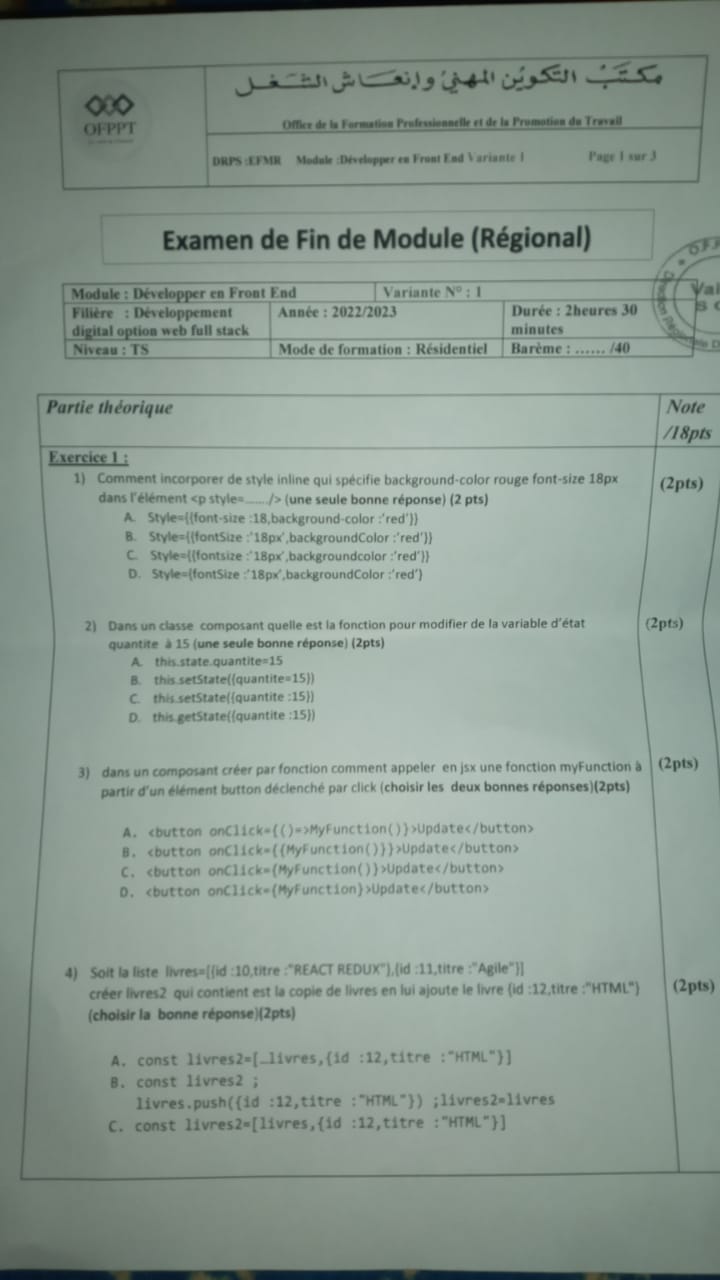 مكتب التكوين المهني وإنعاش الشغل
OFPPT
Office de la Formation Professionnelle et de la Promotion du Travail
DRPS :EFMR Module :Développer en Front End Variante 1 Page 1 sur 3
Examen de Fin de Module (Régional)
Module : Développer en Front End Variante N° : 1
Filière : Développement digital option web full stack Année : 2022/2023 Durée : 2heures 30 minutes
Niveau : TS Mode de formation : Résidentiel Barème : ...... /40
Partie théorique Note
/18pts
Exercice 1 :
1) Comment incorporer de style inline qui spécifie background-color rouge font-size 18px (2pts)
dans l'élément <p style=......./> (une seule bonne réponse) (2 pts)
A. Style={{font-size :18,background-color :'red'}}
B. Style={{fontSize :'18px',backgroundColor :'red'}}
C. Style={{fontsize :'18px',backgroundcolor :'red'}}
D. Style={fontSize :'18px',backgroundColor :'red'}
2) Dans un classe composant quelle est la fonction pour modifier de la variable d'état (2pts)
quantite à 15 (une seule bonne réponse) (2pts)
A. this.state.quantite=15
B. this.setState({quantite=15})
C. this.setState({quantite :15})
D. this.getState({quantite :15})
3) dans un composant créer par fonction comment appeler en jsx une fonction myFunction à (2pts)
partir d'un élément button déclenché par click (choisir les deux bonnes réponses)(2pts)
A. <button onClick={()=>MyFunction()}>Update</button>
B. <button onClick={{MyFunction()}}>Update</button>
C. <button onClick={MyFunction()}>Update</button>
D. <button onClick={MyFunction}>Update</button>
4) Soit la liste livres=[{id :10,titre :"REACT REDUX"},{id :11,titre :"Agile"}]
créer livres2 qui contient est la copie de livres en lui ajoute le livre {id :12,titre :"HTML"} (2pts)
(choisir la bonne réponse)(2pts)
A. const livres2=[…livres,{id :12,titre :"HTML"}]
B. const livres2 ;
livres.push({id :12,titre :"HTML"}) ;livres2=livres
C. const livres2=[livres,{id :12,titre :"HTML"}]